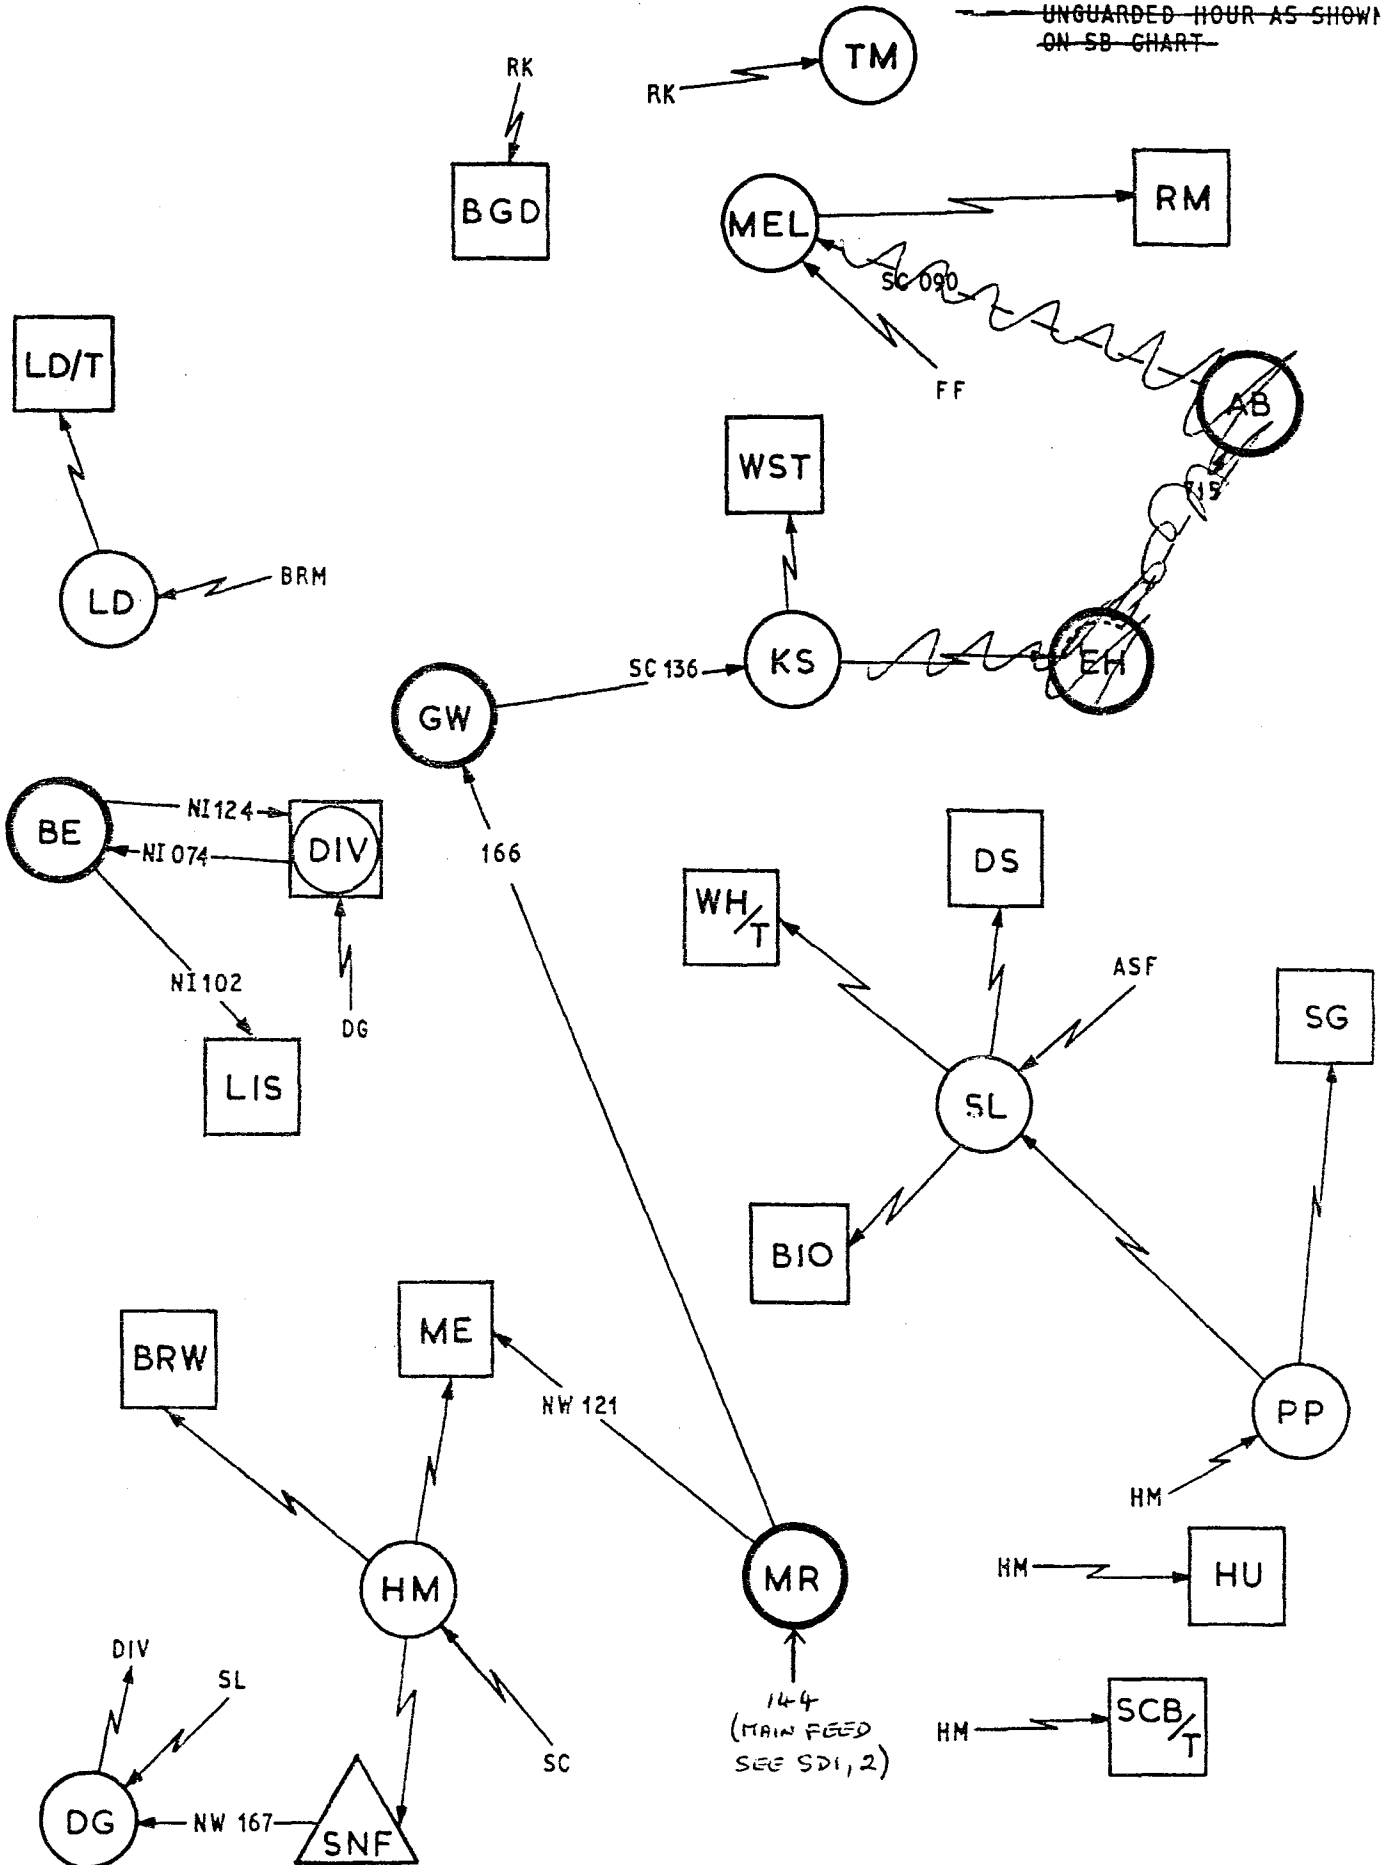 UNGUARDED HOUR AS SHOWN
ON SB CHART
TM
RK
RK
BGD
MEL
RM
SC 090
LD/T
FF
AB
WST
715
LD
BRM
KS
EH
SC 136
GW
BE
NI 124
DIV
NI 074
166
DS
WH/T
NI 102
DG
ASF
SG
LIS
SL
BIO
ME
BRW
NW 121
PP
HM
HM
MR
HM
HU
DIV
SL
144
(MAIN FEED
SEE SD1, 2)
SCB/T
HM
SC
DG
NW 167
SNF